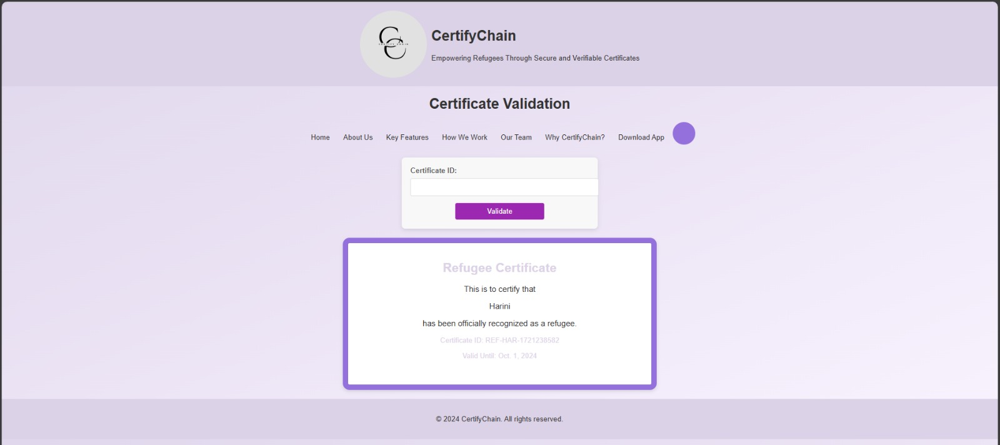 CERTIFY CHAIN
CertifyChain
Empowering Refugees Through Secure and Verifiable Certificates
Certificate Validation
Home About Us Key Features How We Work Our Team Why CertifyChain? Download App
Certificate ID:
Validate
Refugee Certificate
This is to certify that
Harini
has been officially recognized as a refugee.
Certificate ID: REF-HAR-1721238582
Valid Until: Oct. 1, 2024
© 2024 CertifyChain. All rights reserved.